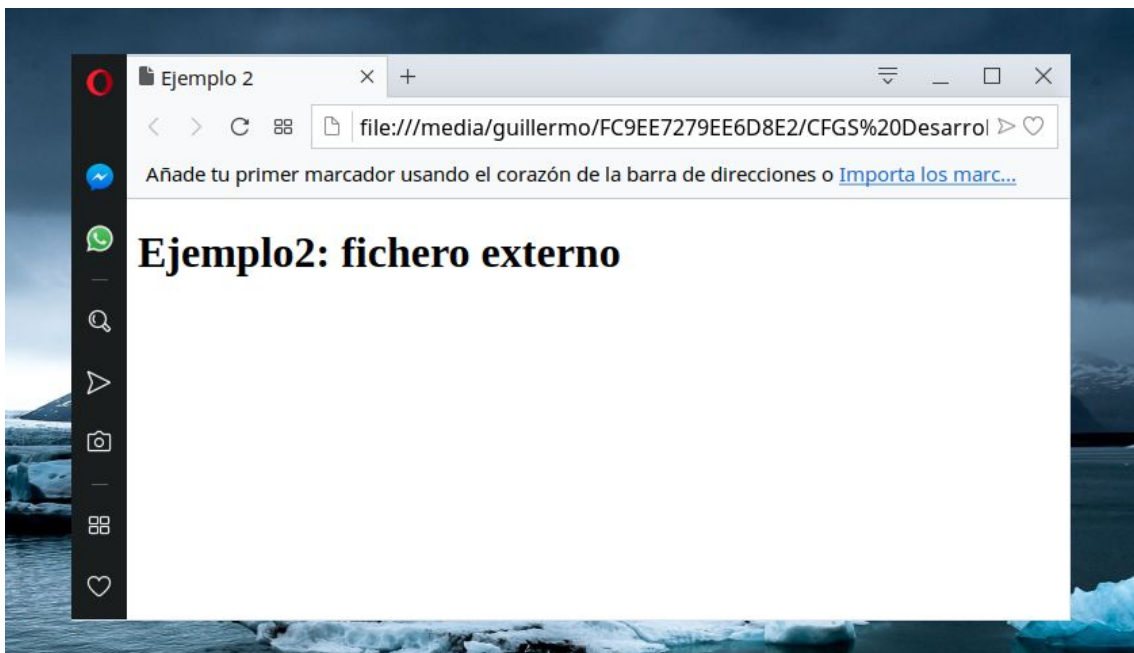 Ejemplo 2
file:///media/guillermo/FC9EE7279EE6D8E2/CFGS%20Desarrol
Añade tu primer marcador usando el corazón de la barra de direcciones o Importa los marc...
Ejemplo2: fichero externo